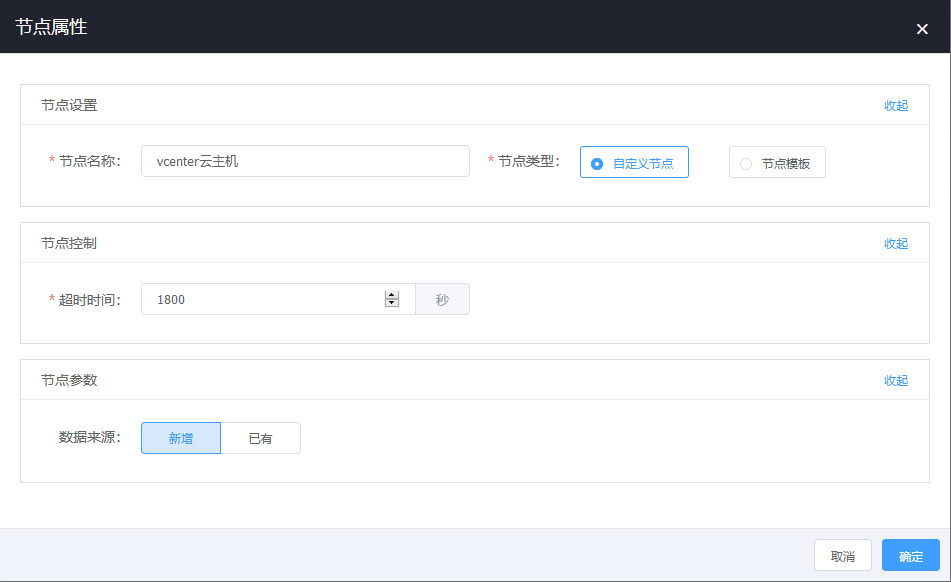 节点属性
节点设置 收起
* 节点名称： vcenter云主机 * 节点类型： 自定义节点 节点模板
节点控制 收起
* 超时时间： 1800 秒
节点参数 收起
数据来源： 新增 已有
取消 确定